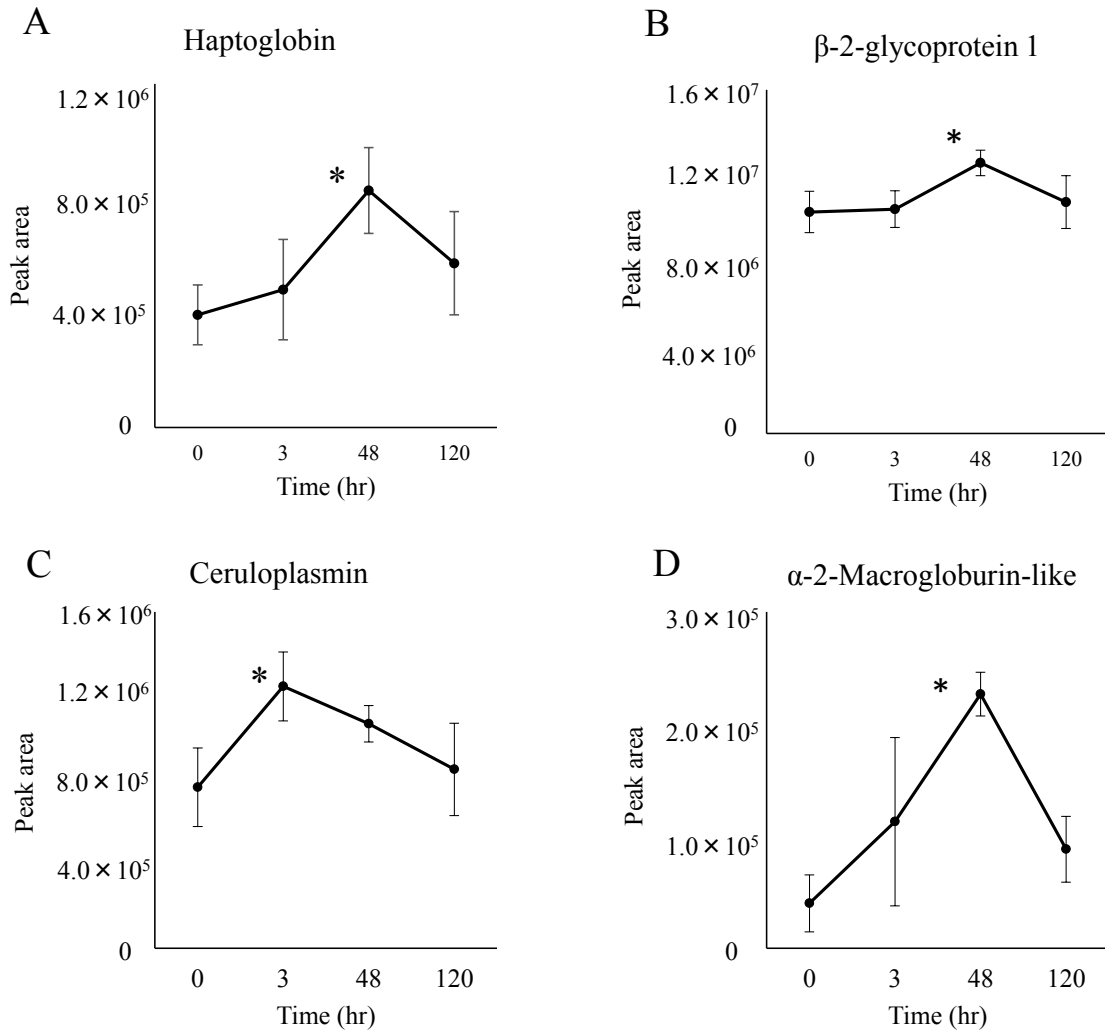 A
Haptoglobin
1.2×10⁶
8.0×10⁵
4.0×10⁵
0
Peak area
*
0 3 48 120
Time (hr)
B
β-2-glycoprotein 1
1.6×10⁷
1.2×10⁷
8.0×10⁶
4.0×10⁶
0
Peak area
*
0 3 48 120
Time (hr)
C
Ceruloplasmin
1.6×10⁶
1.2×10⁶
8.0×10⁵
4.0×10⁵
0
Peak area
*
0 3 48 120
Time (hr)
D
α-2-Macrogloburin-like
3.0×10⁵
2.0×10⁵
1.0×10⁵
0
Peak area
*
0 3 48 120
Time (hr)